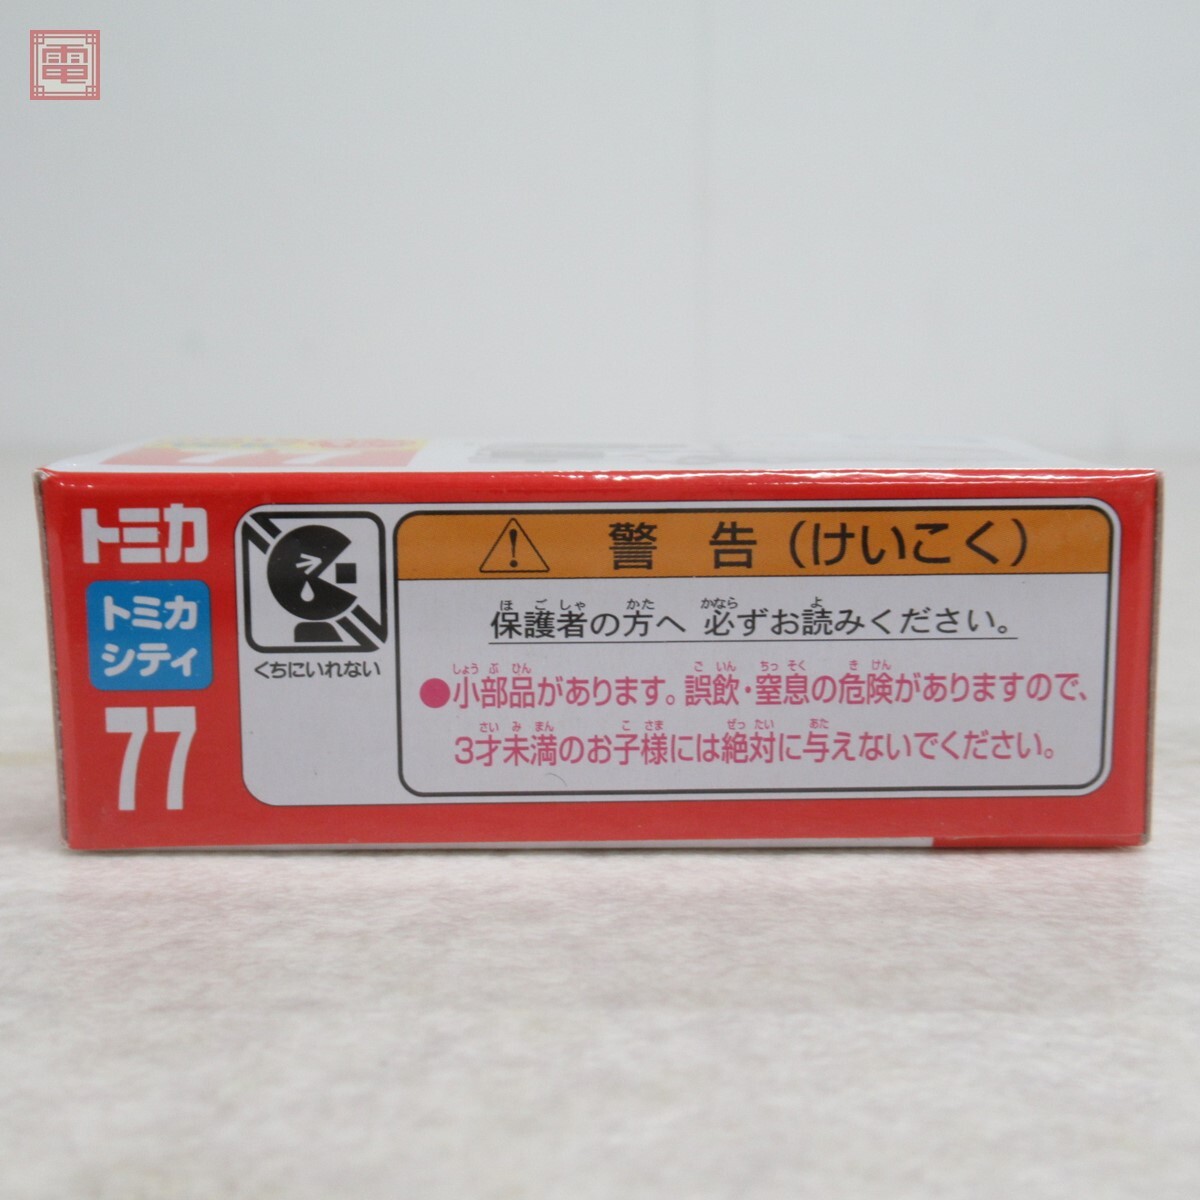 電
トミカ
トミカ
シティ
77
くちにいれない
警 告 (けいこく)
ほ ご しゃ かた かなら よ
保護者の方へ 必ずお読みください。
しょう ぶ ひん ご いん ちっ そく き けん
●小部品があります。誤飲・窒息の危険がありますので、
さい み まん こ さま ぜっ たい あた
3才未満のお子様には絶対に与えないでください。